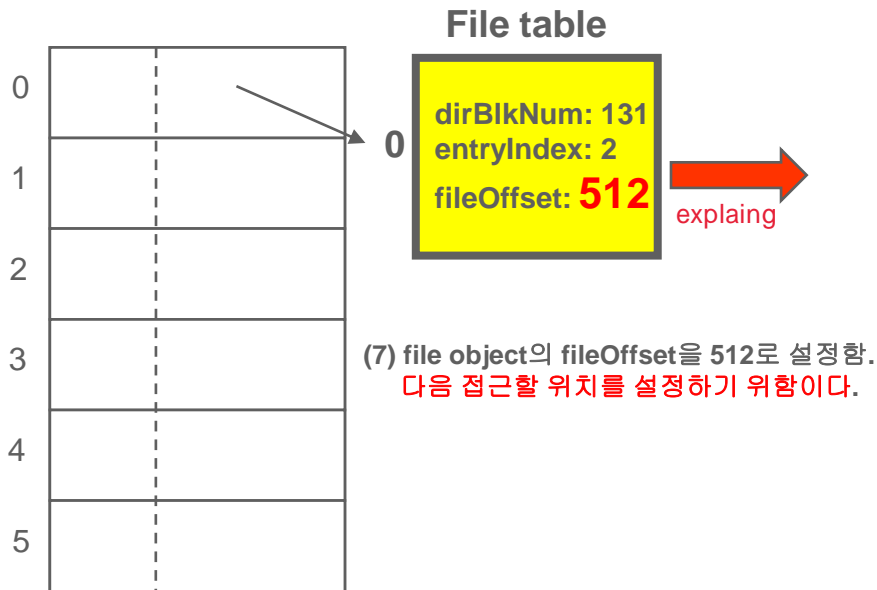 File table
0
1
2
3
4
5
0
dirBlkNum: 131
entryIndex: 2
fileOffset: 512
explaing
(7) file object의 fileOffset을 512로 설정함.
다음 접근할 위치를 설정하기 위함이다.